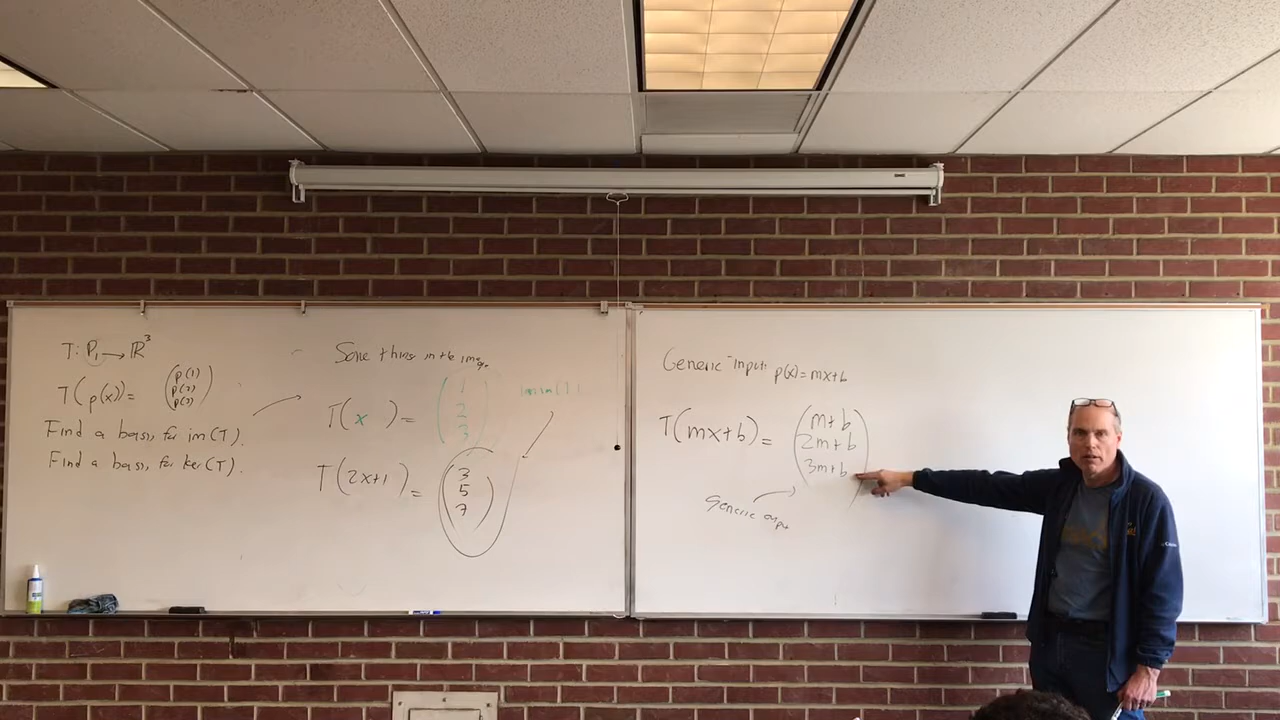 T: P₁ → ℝ³
T(p(x)) = (p(1) p(2) p(3))
Find a basis for im(T).
Find a basis for ker(T).
Some things in the image
T(x) = (1 2 3)
T(2x+1) = (3 5 7)
Generic input: p(x) = mx+b
T(mx+b) = (m+b 2m+b 3m+b)
Generic output